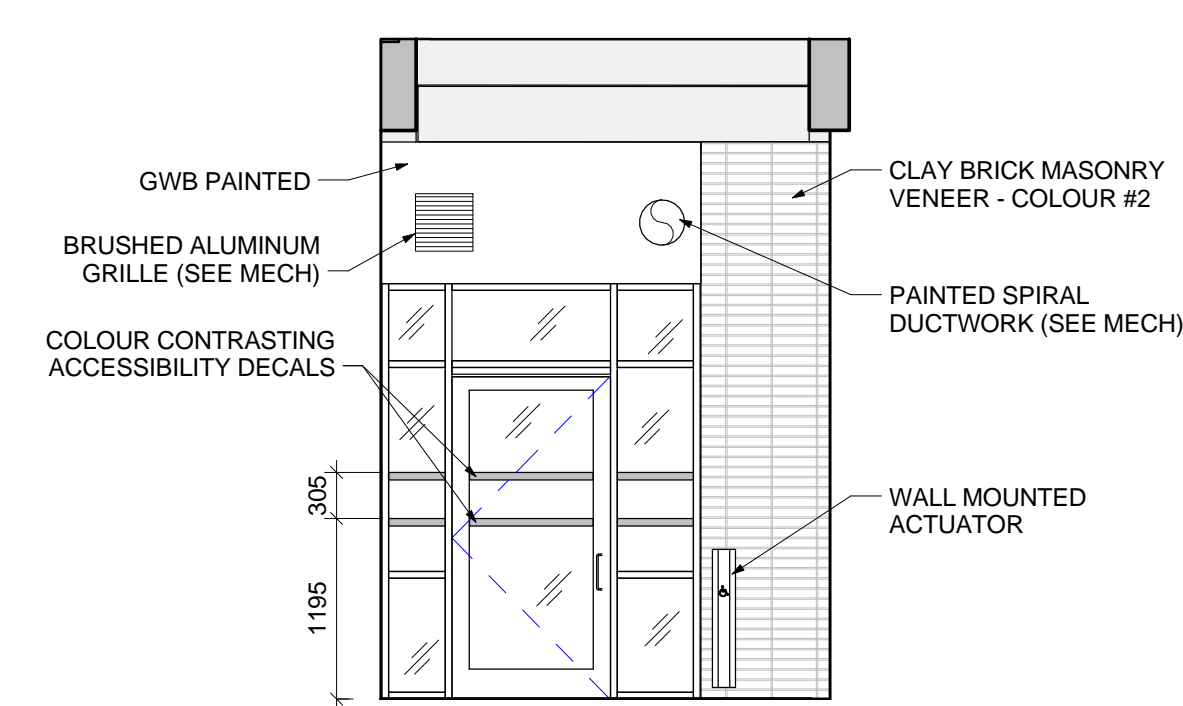 GWB PAINTED
BRUSHED ALUMINUM
GRILLE (SEE MECH)
COLOUR CONTRASTING
ACCESSIBILITY DECALS
305
1195
CLAY BRICK MASONRY
VENEER - COLOUR #2
PAINTED SPIRAL
DUCTWORK (SEE MECH)
WALL MOUNTED
ACTUATOR